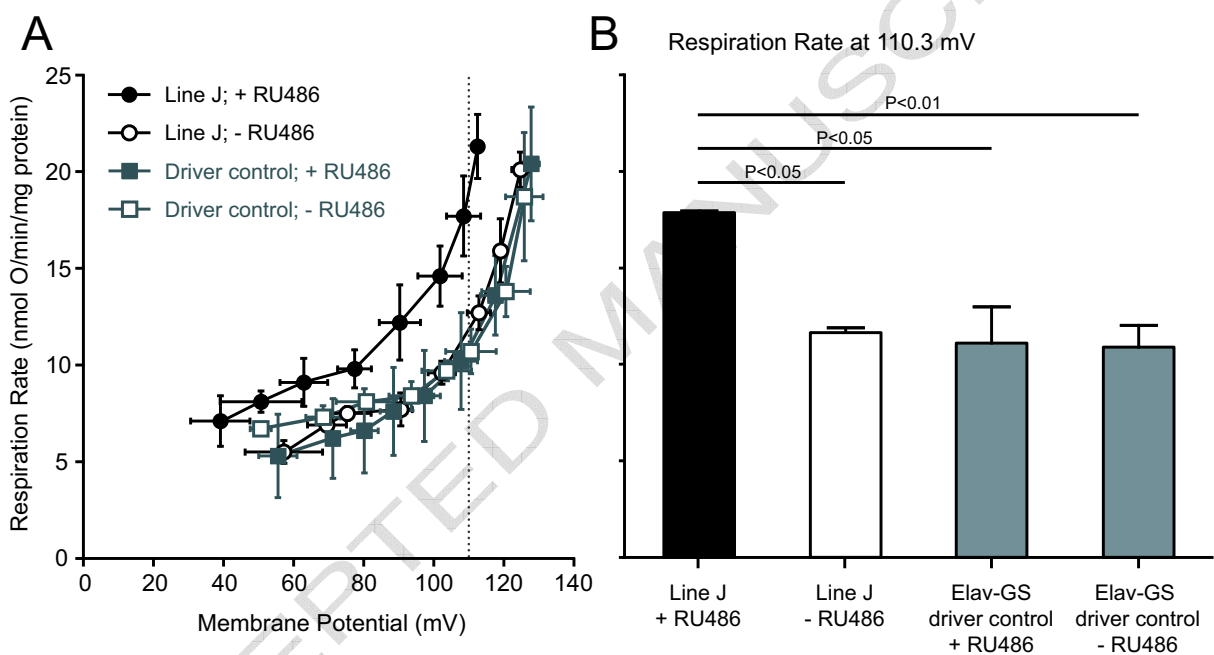 A
Respiration Rate (nmol O/min/mg protein)
25
20
15
10
5
0
Line J; + RU486
Line J; - RU486
Driver control; + RU486
Driver control; - RU486
0 20 40 60 80 100 120 140
Membrane Potential (mV)
B
Respiration Rate at 110.3 mV
P<0.01
P<0.05
P<0.05
Line J
+ RU486
Line J
- RU486
Elav-GS
driver control
+ RU486
Elav-GS
driver control
- RU486
EPTED MANUSC